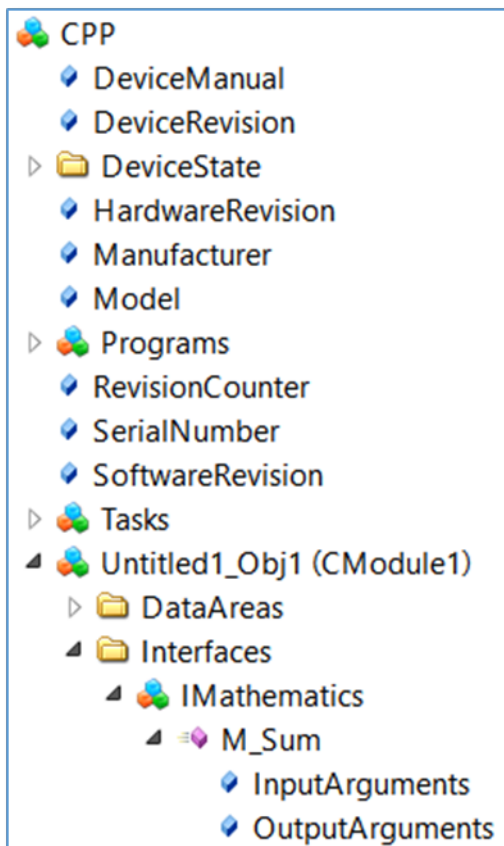 CPP
DeviceManual
DeviceRevision
DeviceState
HardwareRevision
Manufacturer
Model
Programs
RevisionCounter
SerialNumber
SoftwareRevision
Tasks
Untitled1_Obj1 (CModule1)
DataAreas
Interfaces
IMathematics
M_Sum
InputArguments
OutputArguments